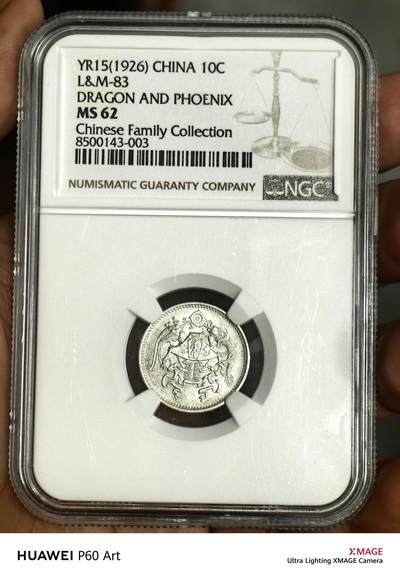 YR15(1926) CHINA 10C
L&M-83
DRAGON AND PHOENIX
MS 62
Chinese Family Collection
8500143-003
NUMISMATIC GUARANTY COMPANY
NGC
HUAWEI P60 Art
XMAGE
Ultra Lighting XMAGE Camera